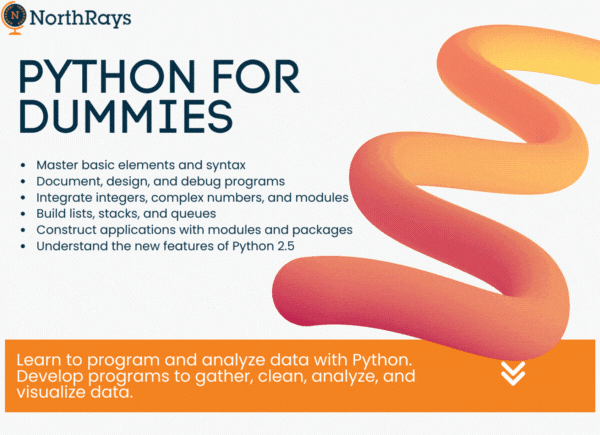 NorthRays
PYTHON FOR
DUMMIES
• Master basic elements and syntax
• Document, design, and debug programs
• Integrate integers, complex numbers, and modules
• Build lists, stacks, and queues
• Construct applications with modules and packages
• Understand the new features of Python 2.5
Learn to program and analyze data with Python.
Develop programs to gather, clean, analyze, and
visualize data.